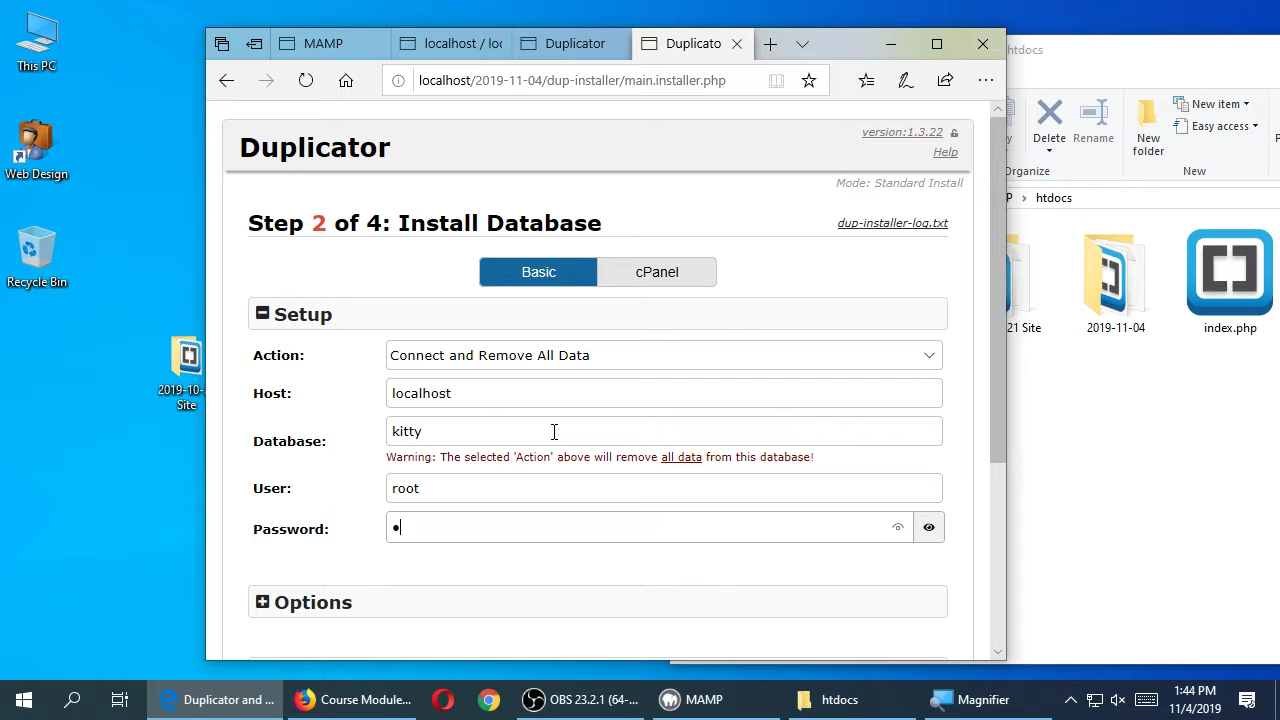 This PC
Web Design
Recycle Bin
2019-10-
Site
MAMP
localhost / loc
Duplicator
Duplicato
localhost/2019-11-04/dup-installer/main.installer.php
Duplicator
version:1.3.22
Help
Mode: Standard Install
Step 2 of 4: Install Database
dup-installer-log.txt
Basic
cPanel
Setup
Action:
Connect and Remove All Data
Host:
localhost
Database:
kitty
Warning: The selected 'Action' above will remove all data from this database!
User:
root
Password:
Options
htdocs
Delete
Rename
New
folder
New item
Easy access
Organize
New
P
htdocs
21 Site
2019-11-04
index.php
Duplicator and ...
Course Module...
OBS 23.2.1 (64-...
MAMP
htdocs
Magnifier
1:44 PM
11/4/2019